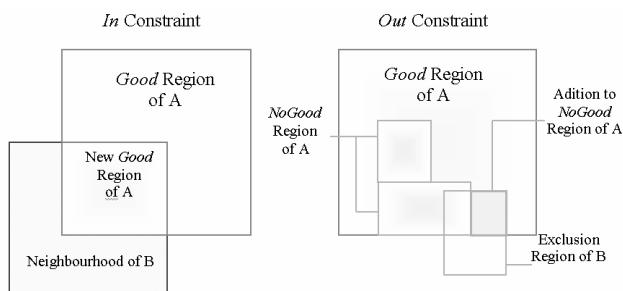 In Constraint
Good Region
of A
New Good
Region
of A
Neighbourhood of B
Out Constraint
Good Region
of A
NoGood
Region
of A
Adition to
NoGood
Region of A
Exclusion
Region of B